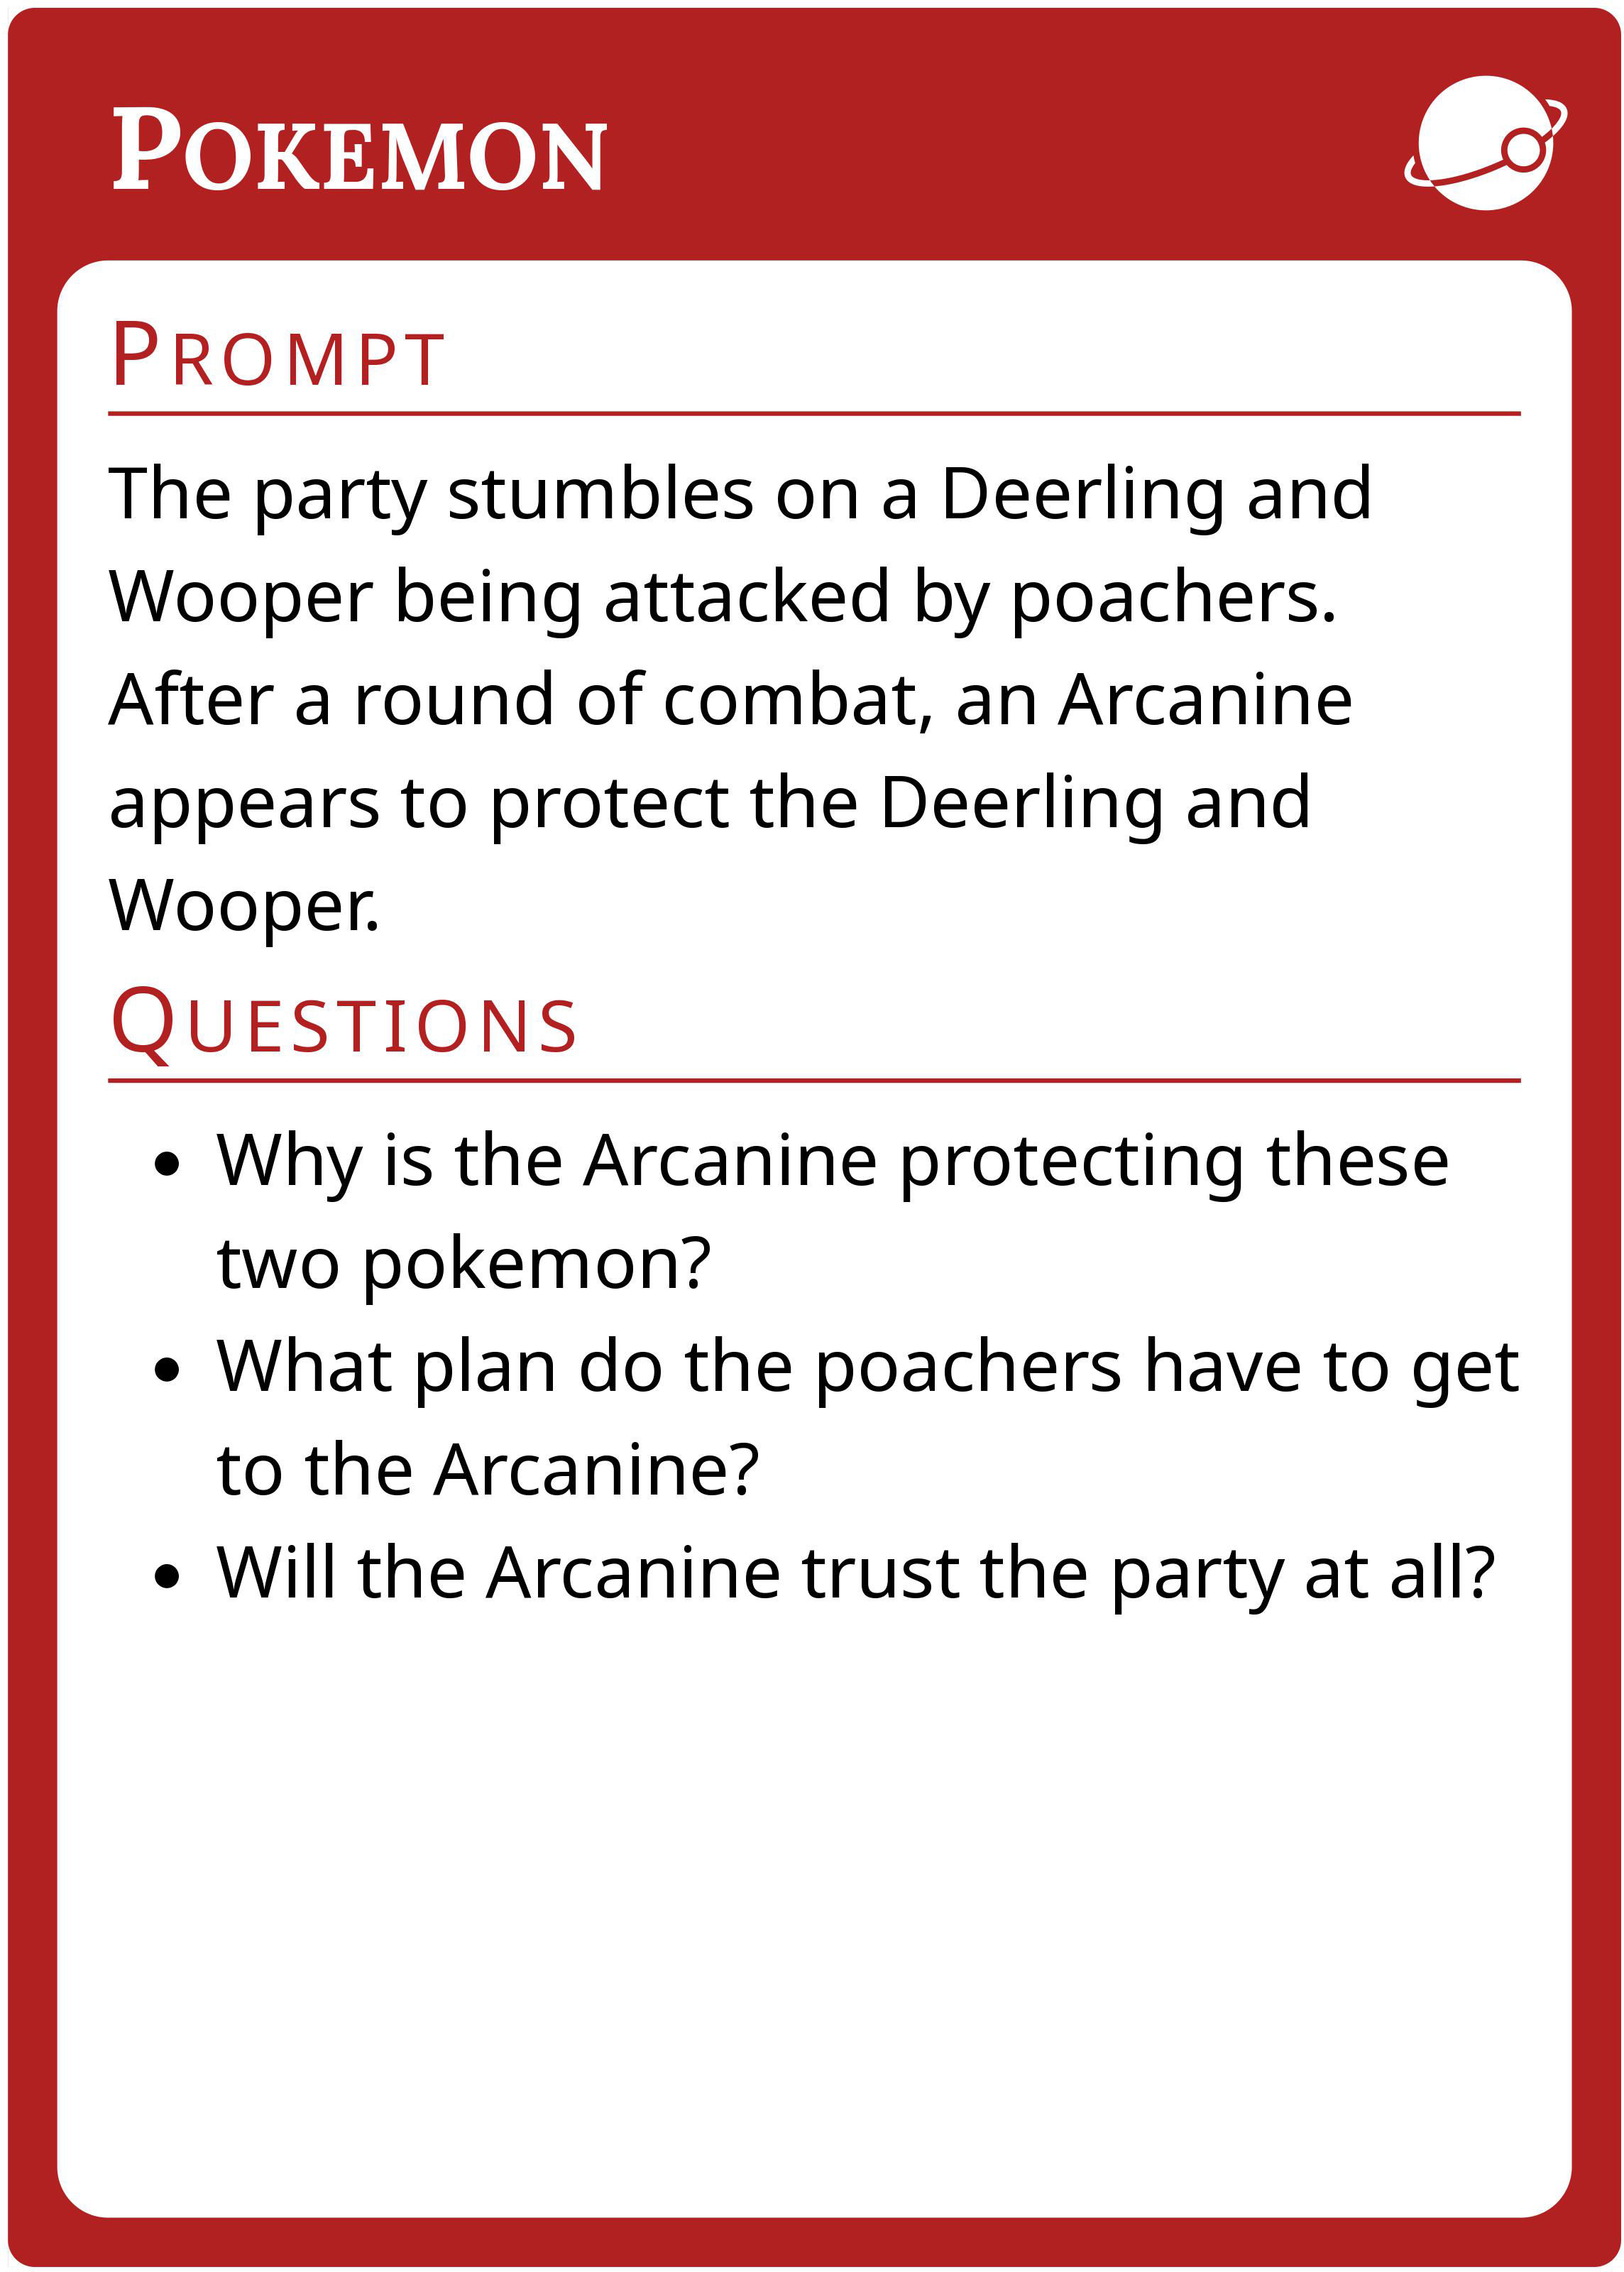 Pokemon
Prompt
The party stumbles on a Deerling and
Wooper being attacked by poachers.
After a round of combat, an Arcanine
appears to protect the Deerling and
Wooper.
Questions
• Why is the Arcanine protecting these
two pokemon?
• What plan do the poachers have to get
to the Arcanine?
• Will the Arcanine trust the party at all?